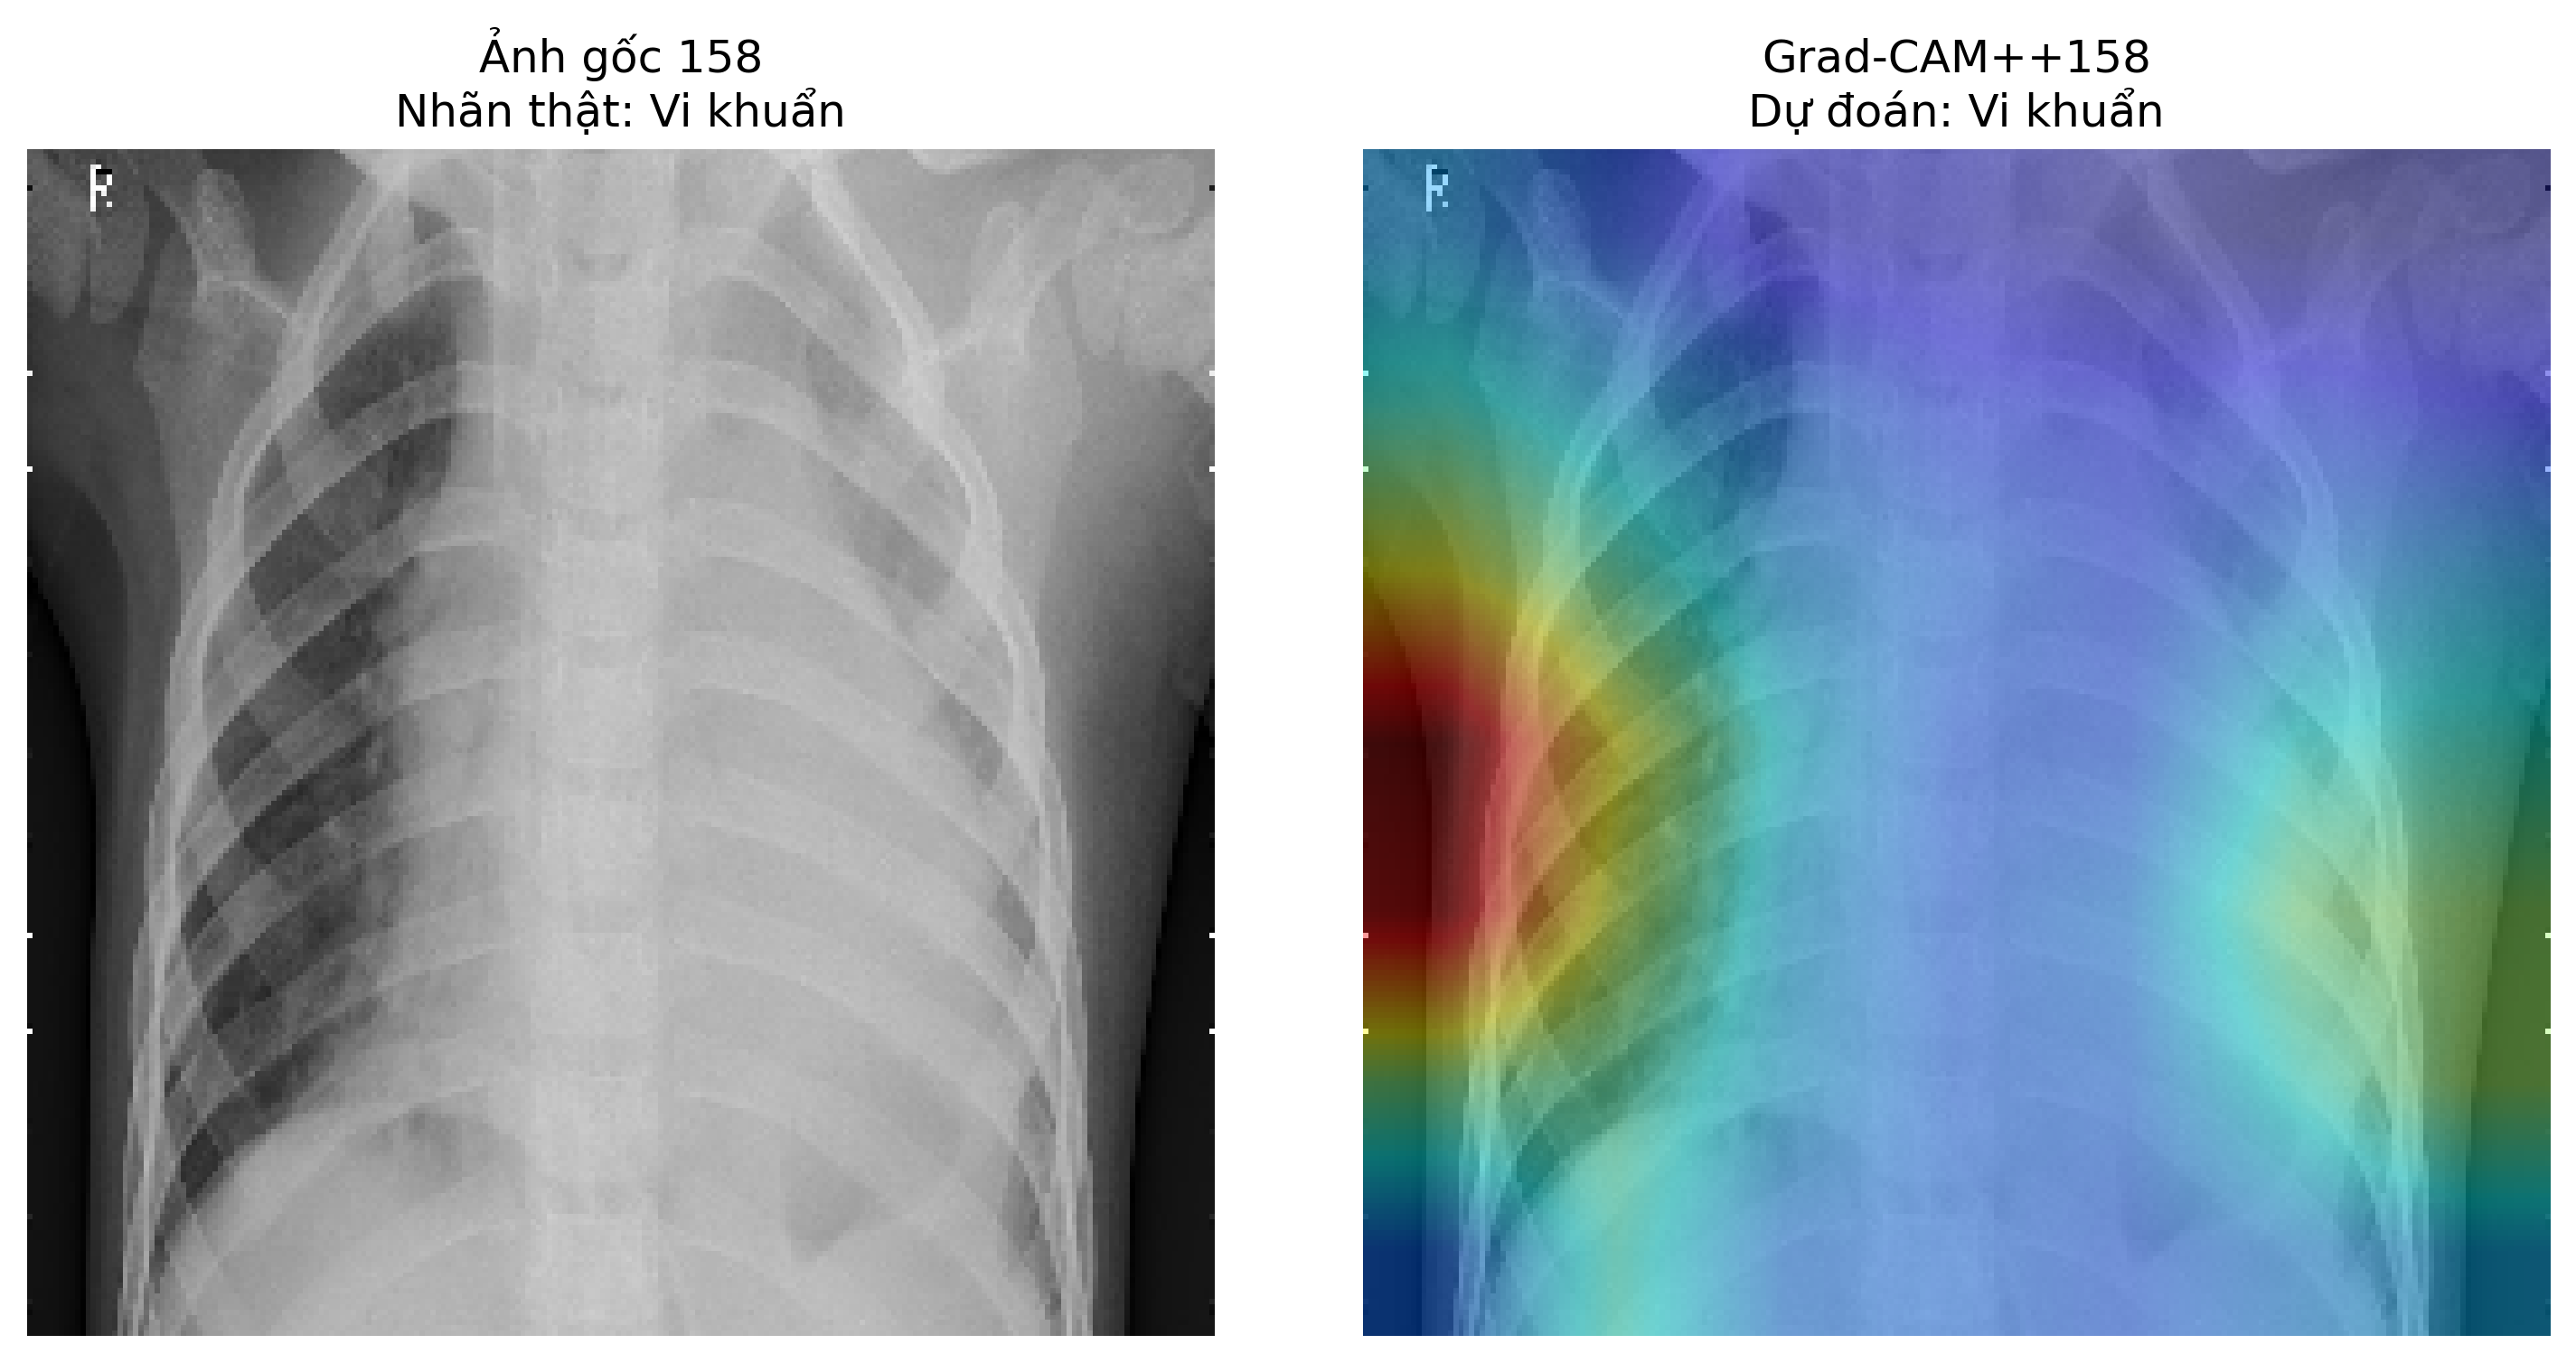 Ảnh gốc 158
Nhãn thật: Vi khuẩn
Grad-CAM++158
Dự đoán: Vi khuẩn
R
R